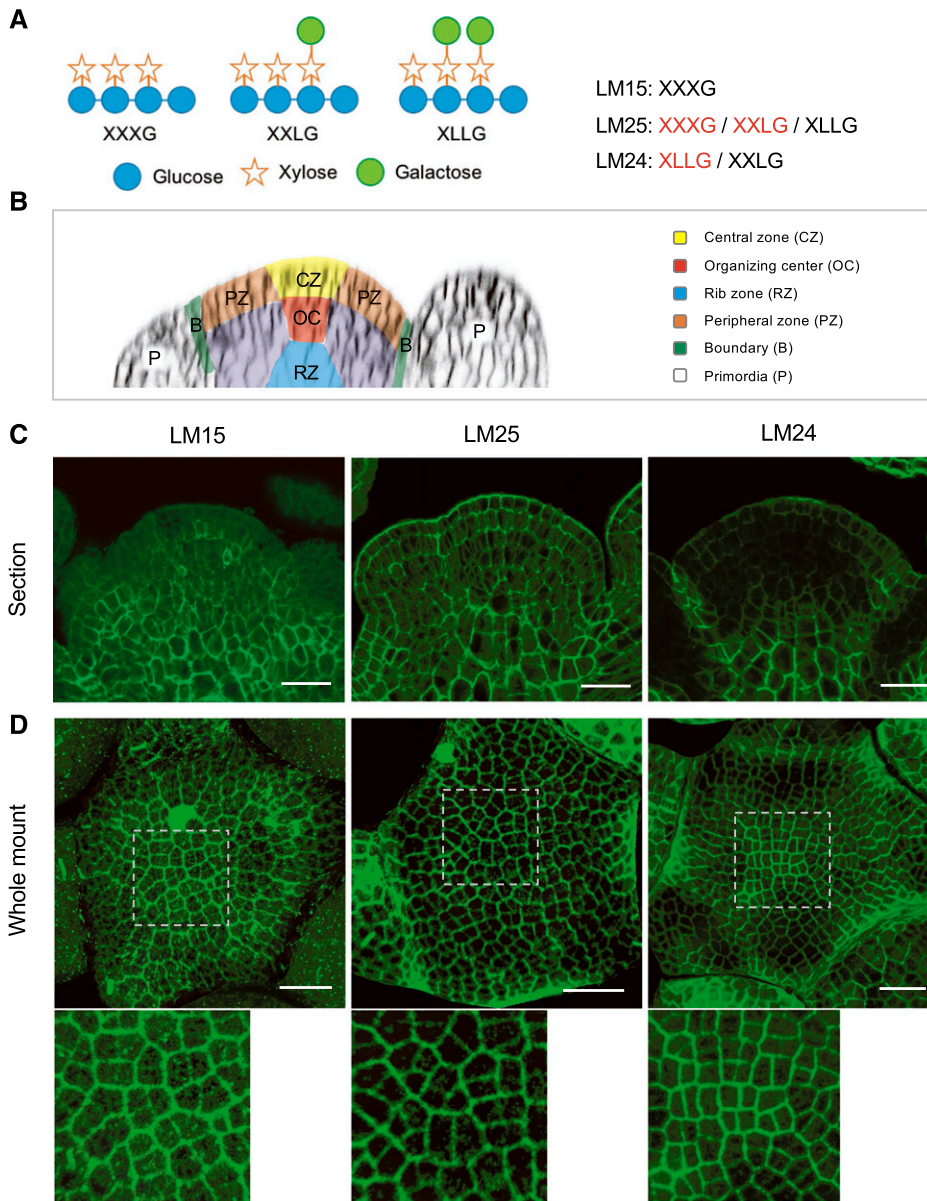 A
XXXG
XXLG
XLLG
Glucose
Xylose
Galactose
LM15: XXXG
LM25: XXXG / XXLG / XLLG
LM24: XLLG / XXLG
B
P
B
PZ
CZ
OC
RZ
PZ
B
P
Central zone (CZ)
Organizing center (OC)
Rib zone (RZ)
Peripheral zone (PZ)
Boundary (B)
Primordia (P)
C
LM15
LM25
LM24
Section
D
Whole mount